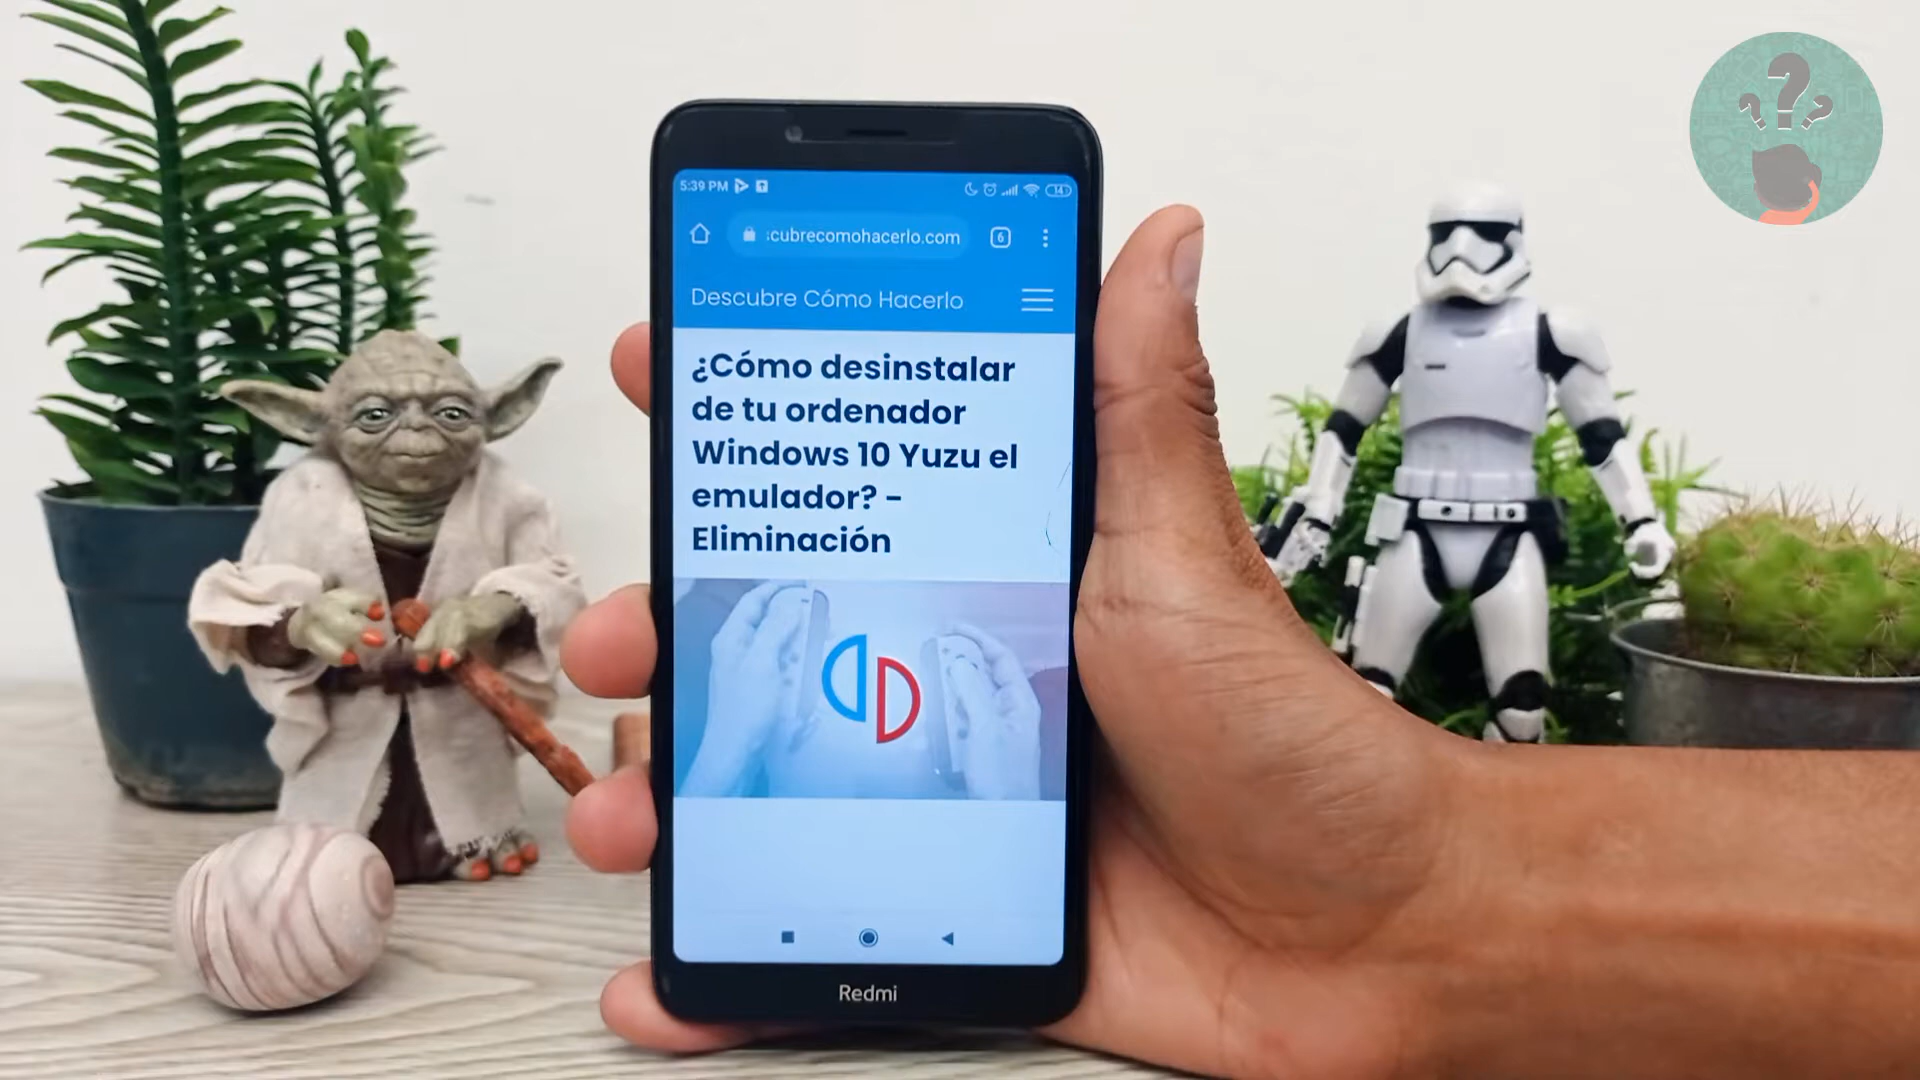 5:39 PM
14
:cubrecomohacerlo.com
6
Descubre Cómo Hacerlo
¿Cómo desinstalar
de tu ordenador
Windows 10 Yuzu el
emulador? -
Eliminación
Redmi